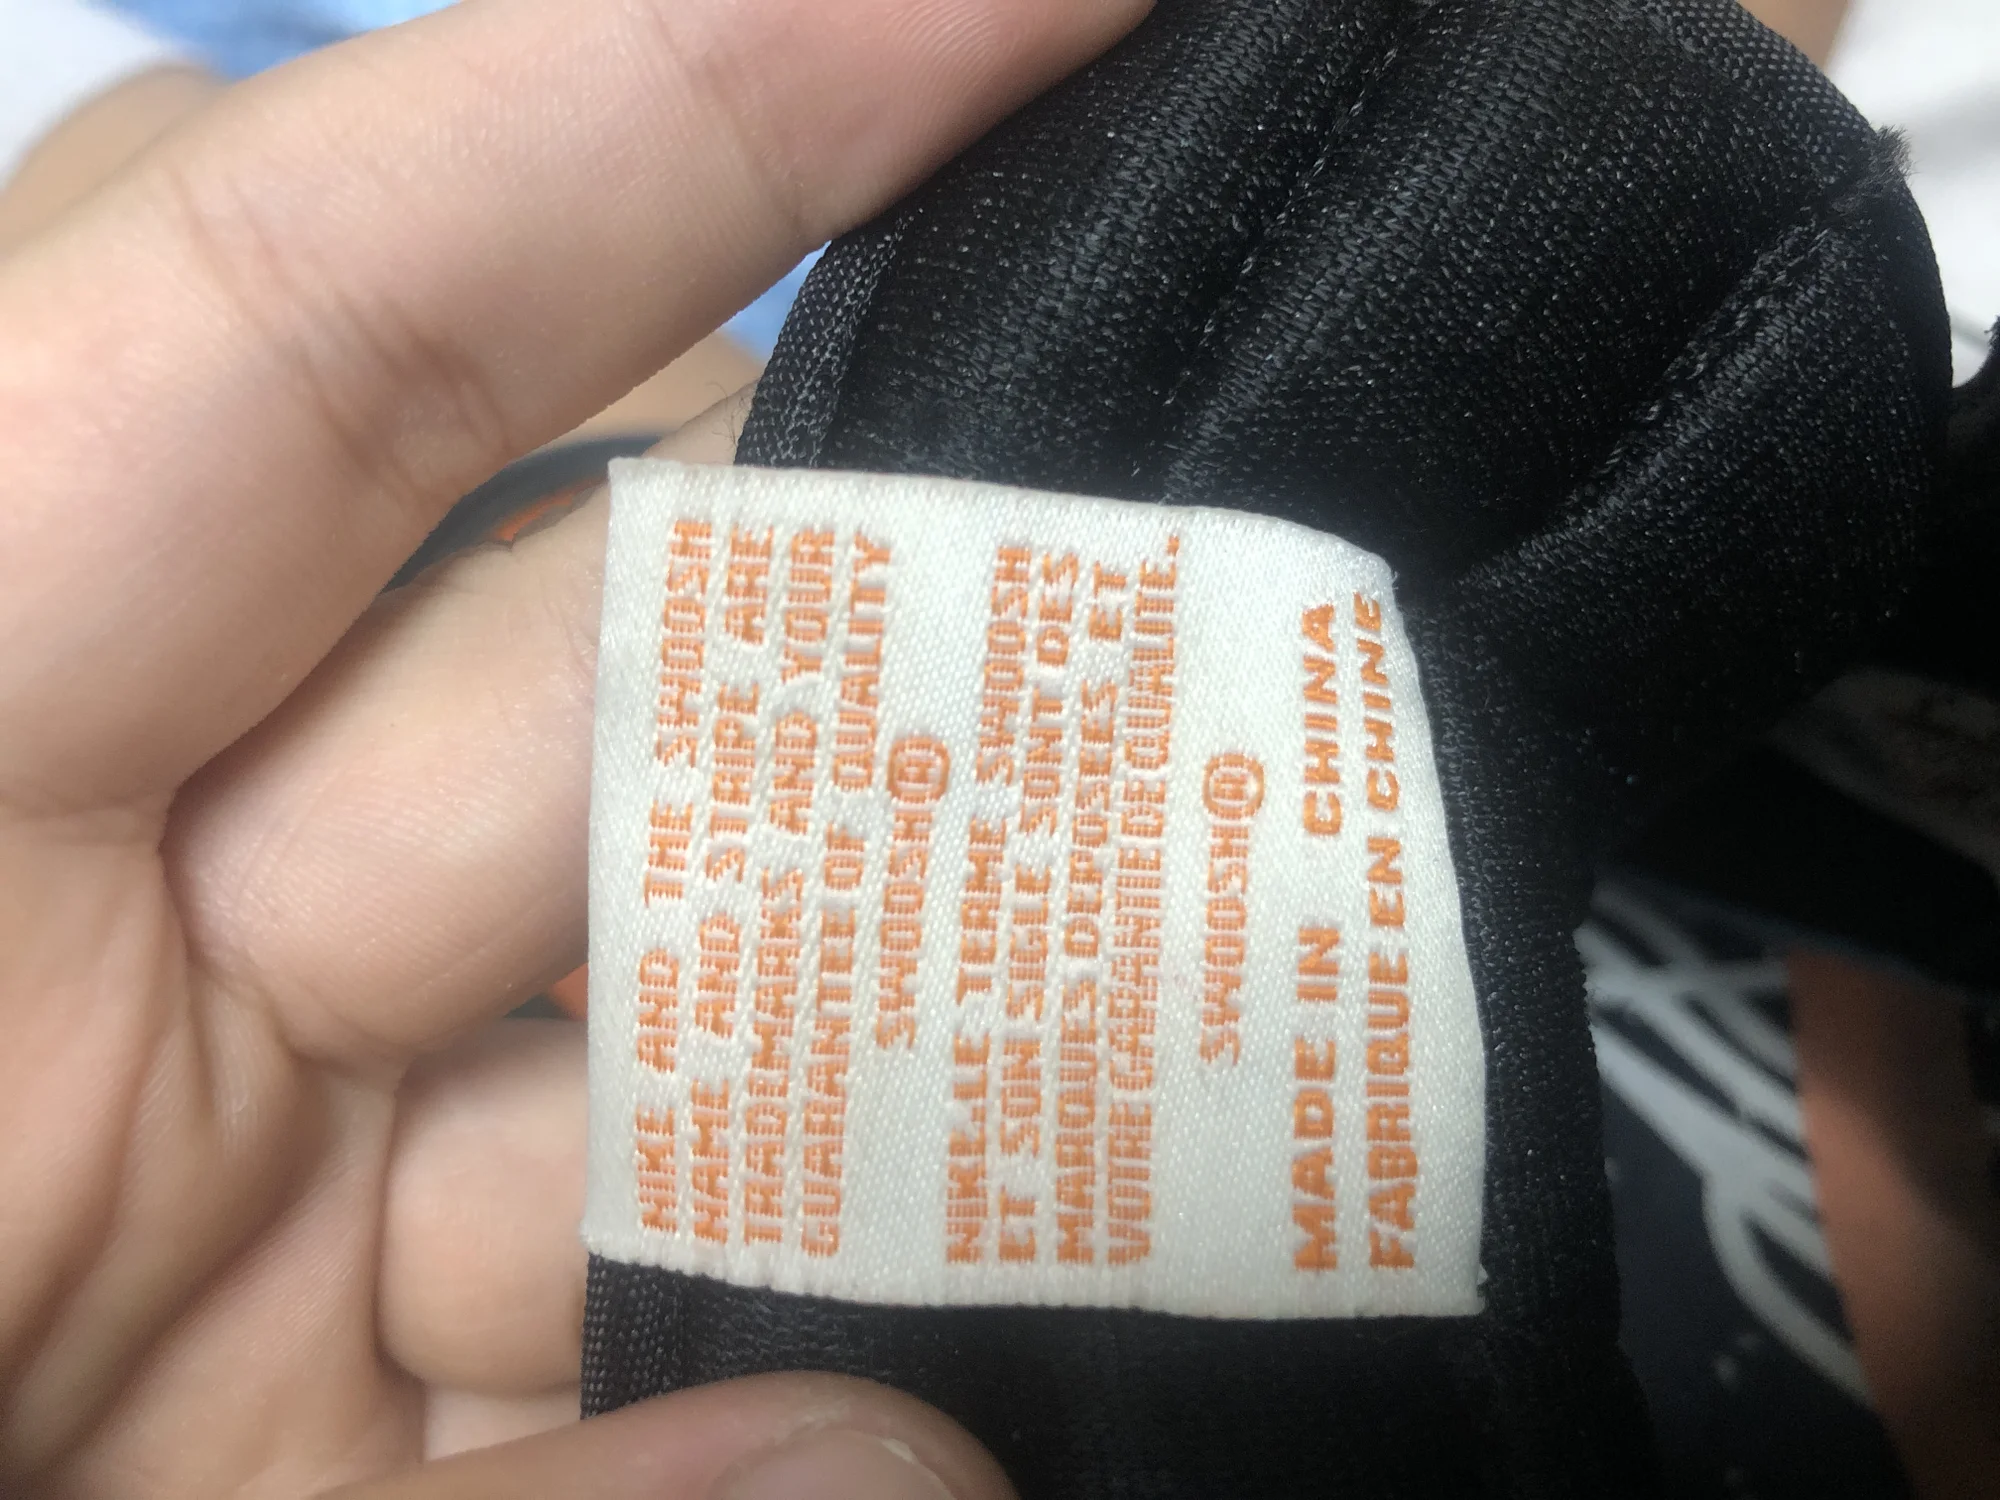 NIKE AND THE SWOOSH
NAME AND STRIPE ARE
TRADEMARKS AND YOUR
GUARANTEE OF QUALITY
SWOOSH®
NIKE,LE TERME SWOOSH
ET SON SIGLE SONT DES
MARQUES DEPOSEES ET
VOTRE GARANTIE DE QUALITE.
SWOOSH®
MADE IN CHINA
FABRIQUE EN CHINE